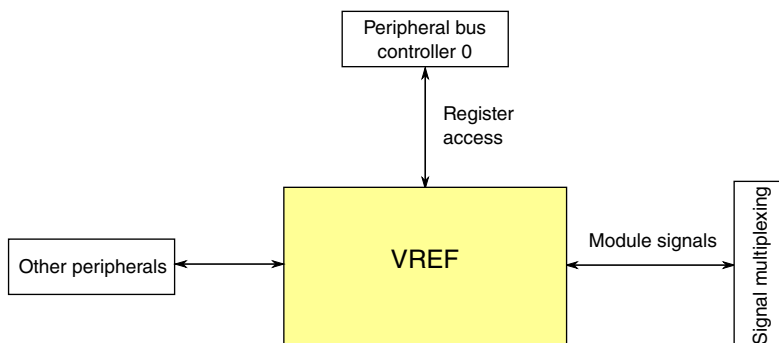 Peripheral bus
controller 0
Register
access
Other peripherals
VREF
Module signals
Signal multiplexing